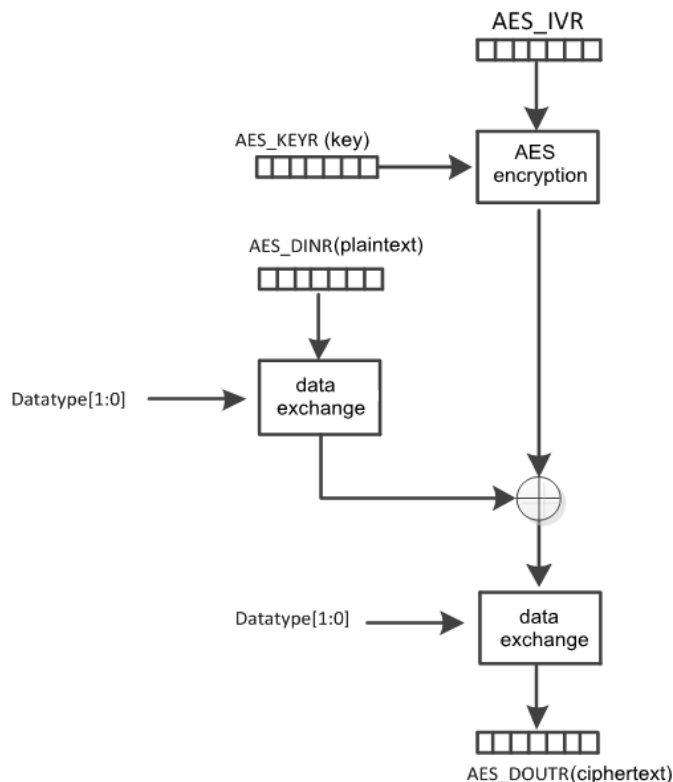 AES_IVR
AES_KEYR (key)
AES
encryption
AES_DINR(plaintext)
Datatype[1:0]
data
exchange
Datatype[1:0]
data
exchange
AES_DOUTR(ciphertext)